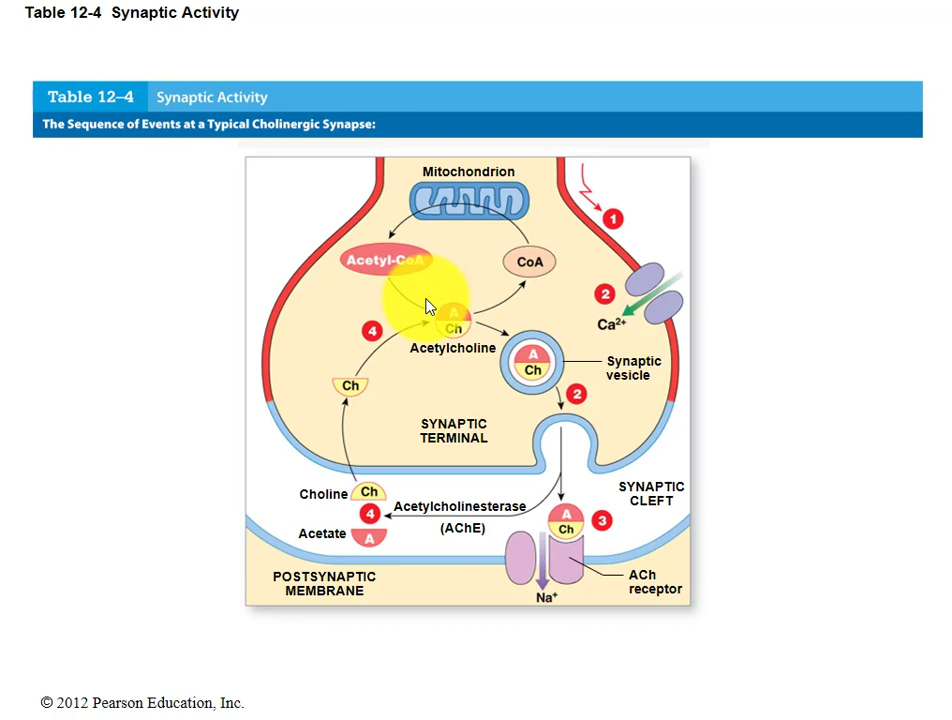 Table 12-4 Synaptic Activity
Table 12–4 Synaptic Activity
The Sequence of Events at a Typical Cholinergic Synapse:
Mitochondrion
1
Acetyl-CoA
CoA
2
Ca2+
A
Ch
4
Acetylcholine
A
Ch
Synaptic
vesicle
Ch
2
SYNAPTIC
TERMINAL
SYNAPTIC
CLEFT
Choline Ch
Acetylcholinesterase
(AChE)
4
Acetate A
A
Ch
3
POSTSYNAPTIC
MEMBRANE
ACh
receptor
Na+
© 2012 Pearson Education, Inc.